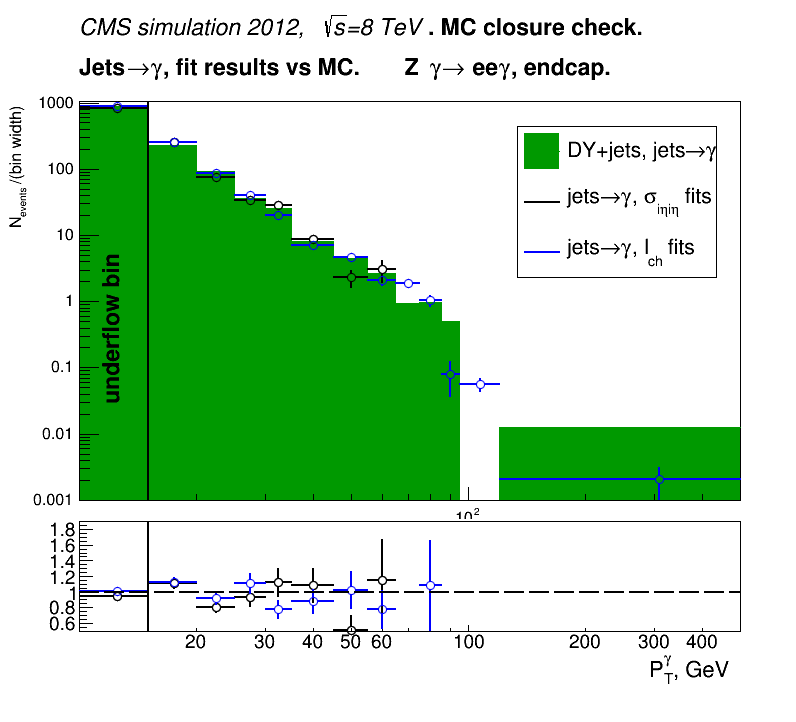 CMS simulation 2012, √s=8 TeV . MC closure check.
Jets→γ, fit results vs MC. Z γ→ eeγ, endcap.
N_events /(bin width)
1000
100
10
1
0.1
0.01
0.001
underflow bin
DY+jets, jets→γ
jets→γ, σ_iηiη fits
jets→γ, I_ch fits
10²
1.8
1.6
1.4
1.2
1
0.8
0.6
20 30 40 50 60 100 200 300 400
P_T^γ, GeV